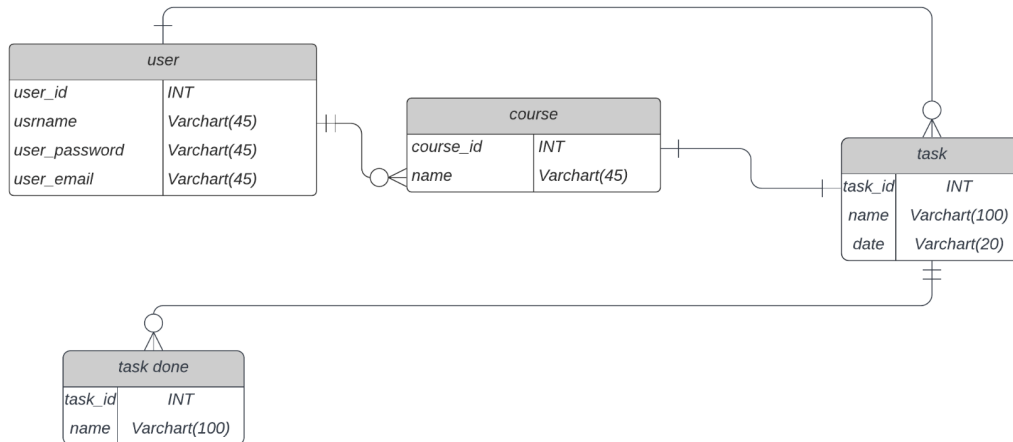 user
user_id INT
usrname Varchart(45)
user_password Varchart(45)
user_email Varchart(45)
course
course_id INT
name Varchart(45)
task
task_id INT
name Varchart(100)
date Varchart(20)
task done
task_id INT
name Varchart(100)